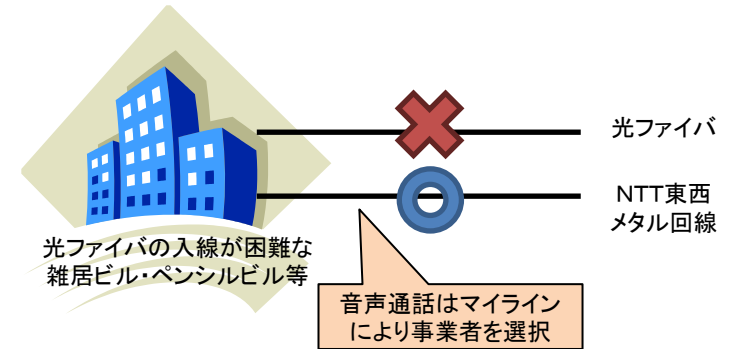 光ファイバ
NTT東西
メタル回線
光ファイバの入線が困難な
雑居ビル・ペンシルビル等
音声通話はマイライン
により事業者を選択